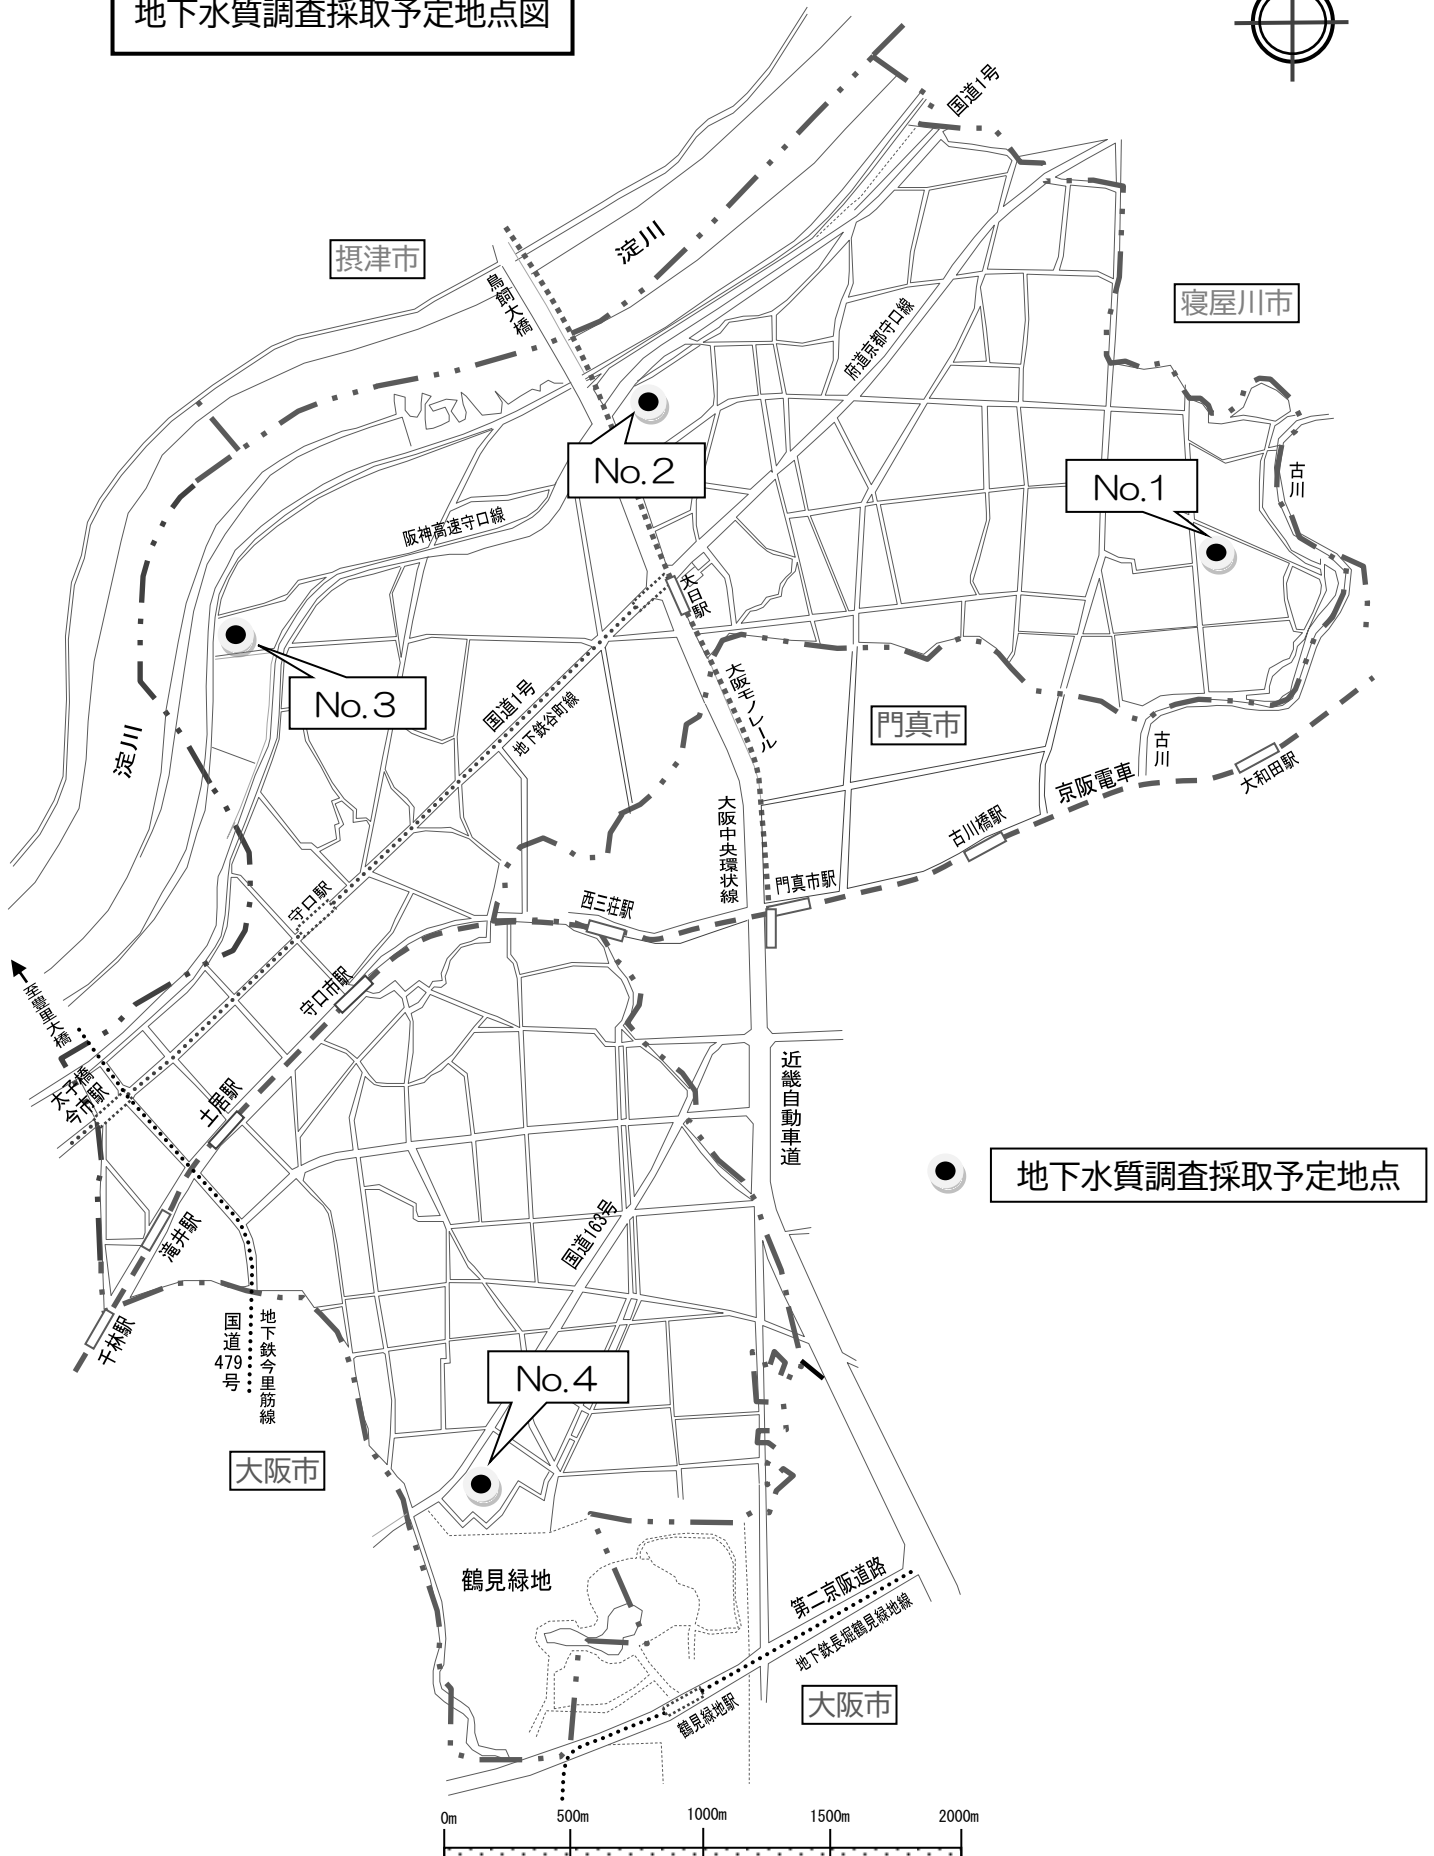 地下水質調査採取予定地点図
国道1号
淀川
摂津市
鳥飼大橋
寝屋川市
府道京都守口線
No.2
No.1
古川
阪神高速守口線
大日駅
No.3
国道1号
地下鉄谷町線
大阪モノレール
門真市
淀川
古川
大和田駅
京阪電車
大阪中央環状線
古川橋駅
門真市駅
西三荘駅
守口駅
守口市駅
至豊里大橋
太子橋
今市駅
土居駅
近畿自動車道
地下水質調査採取予定地点
滝井駅
国道163号
千林駅
国道479号
地下鉄今里筋線
No.4
大阪市
鶴見緑地
第二京阪道路
地下鉄長堀鶴見緑地線
鶴見緑地駅
大阪市
0m 500m 1000m 1500m 2000m